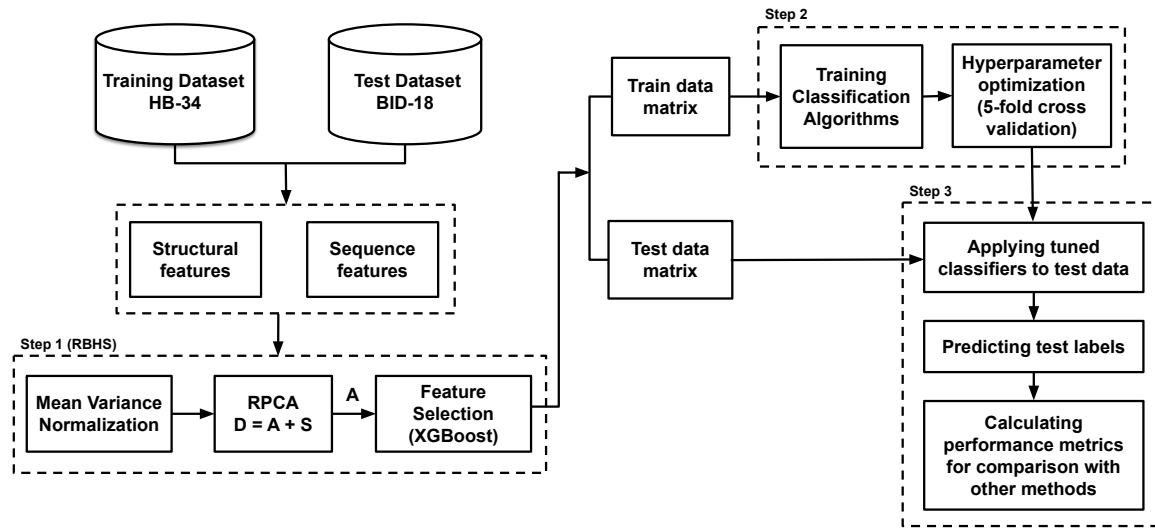 Training Dataset
HB-34
Test Dataset
BID-18
Structural
features
Sequence
features
Step 1 (RBHS)
Mean Variance
Normalization
RPCA
D = A + S
A
Feature
Selection
(XGBoost)
Train data
matrix
Test data
matrix
Step 2
Training
Classification
Algorithms
Hyperparameter
optimization
(5-fold cross
validation)
Step 3
Applying tuned
classifiers to test data
Predicting test labels
Calculating
performance metrics
for comparison with
other methods